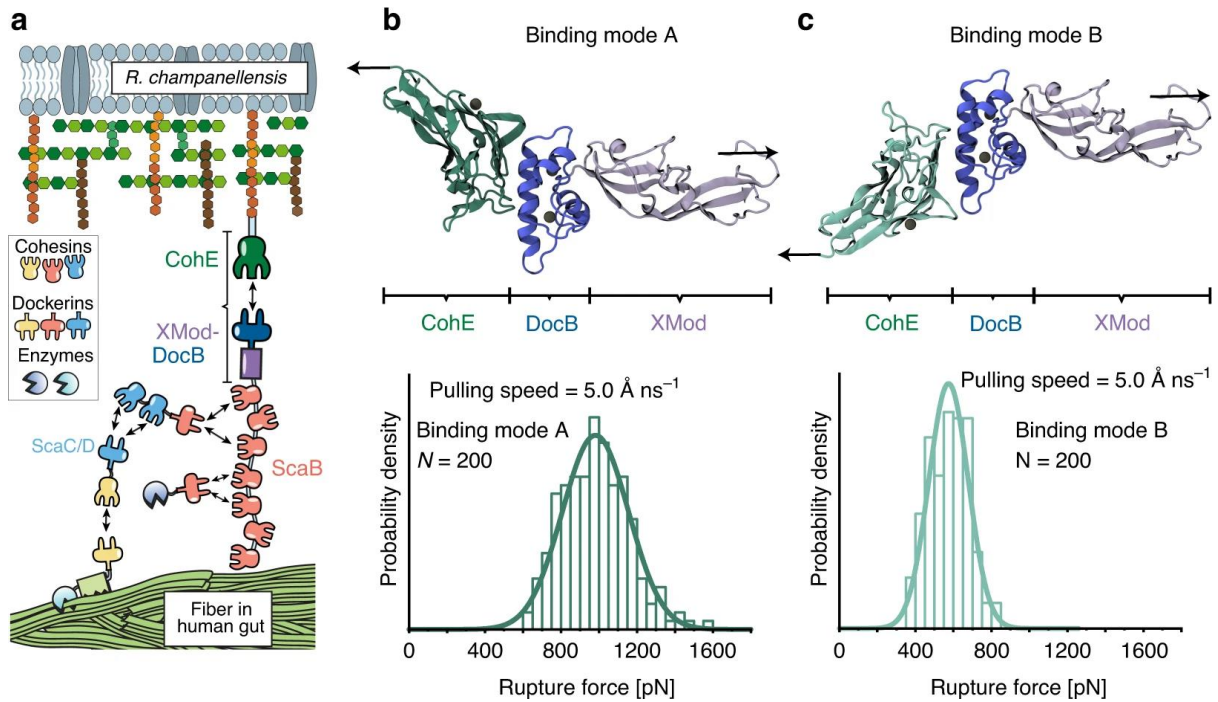 a
R. champanellensis
Cohesins
Dockerins
Enzymes
CohE
XMod-
DocB
ScaC/D
ScaB
Fiber in
human gut
b
Binding mode A
CohE
DocB
XMod
Pulling speed = 5.0 Å ns⁻¹
Binding mode A
N = 200
Probability density
0
400
800
1200
1600
Rupture force [pN]
c
Binding mode B
CohE
DocB
XMod
Pulling speed = 5.0 Å ns⁻¹
Binding mode B
N = 200
Probability density
0
400
800
1200
1600
Rupture force [pN]